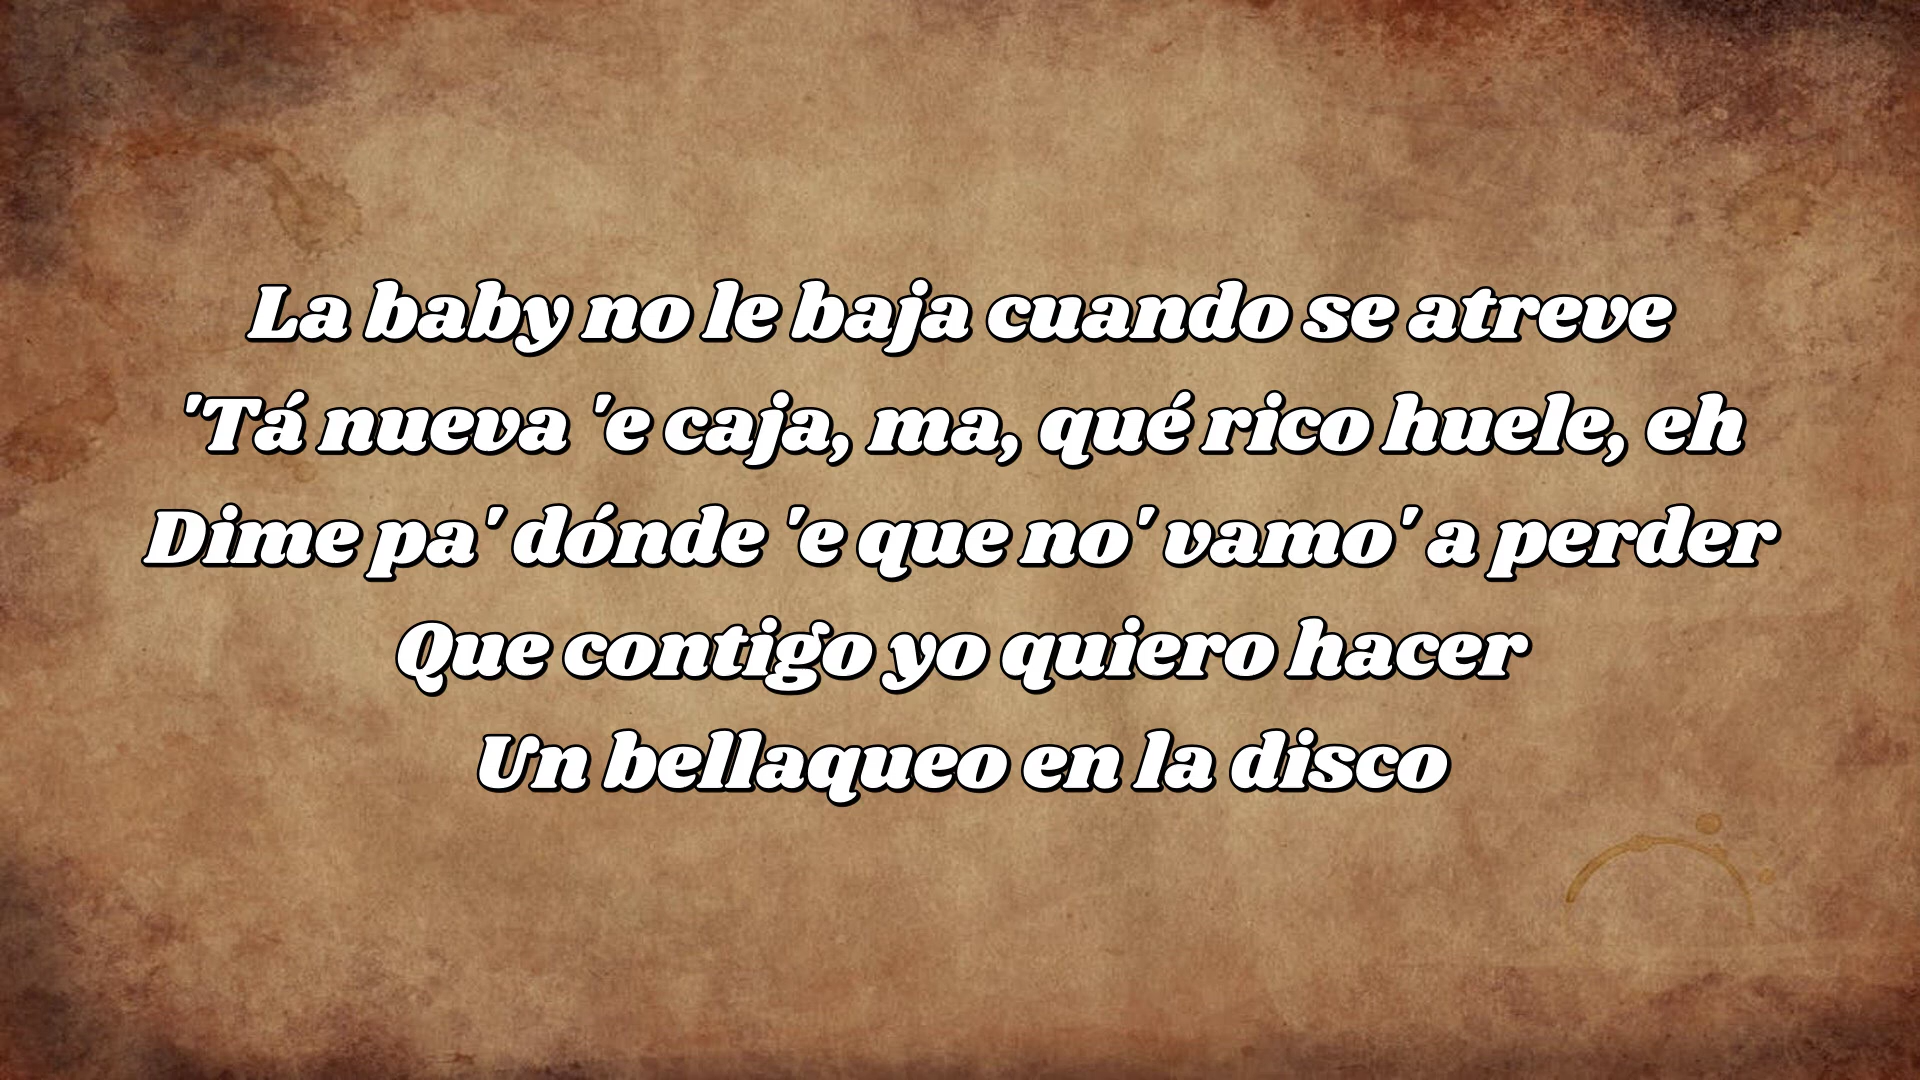 La baby no le baja cuando se atreve
'Tá nueva 'e caja, ma, qué rico huele, eh
Dime pa' dónde 'e que no' vamo' a perder
Que contigo yo quiero hacer
Un bellaqueo en la disco